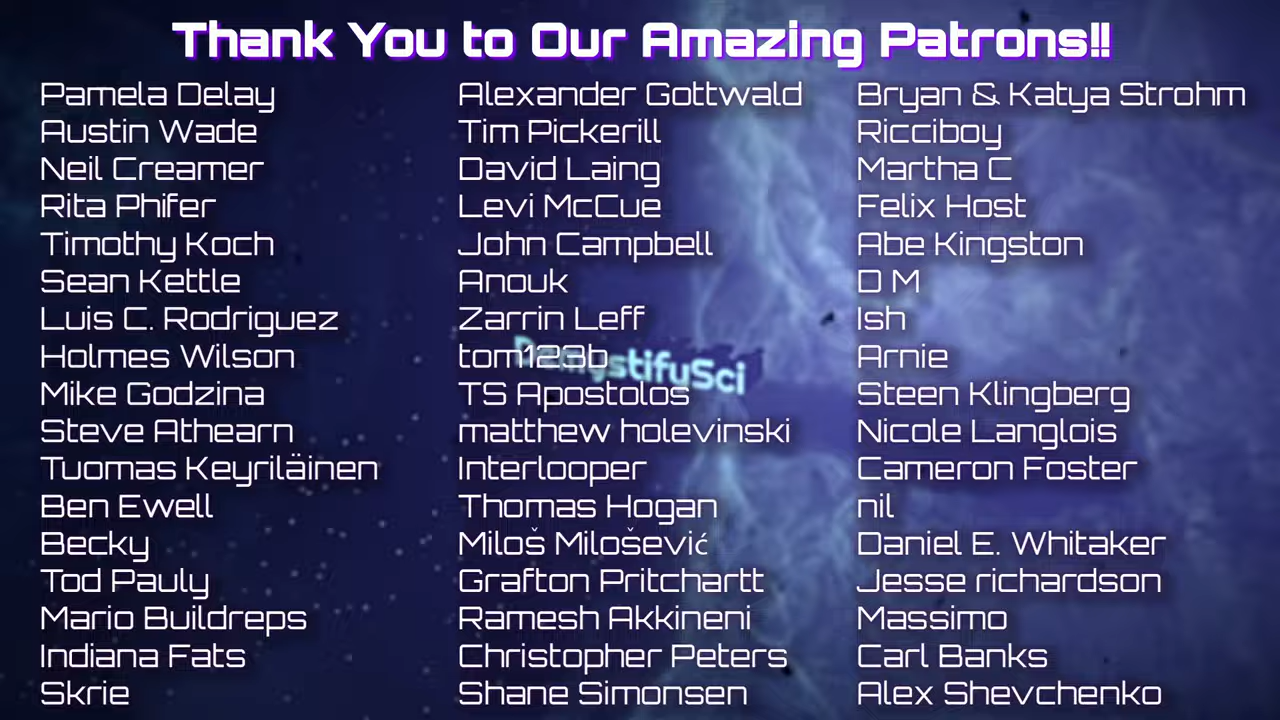 Thank You to Our Amazing Patrons!!
Pamela Delay
Austin Wade
Neil Creamer
Rita Phifer
Timothy Koch
Sean Kettle
Luis C. Rodriguez
Holmes Wilson
Mike Godzina
Steve Athearn
Tuomas Keyriläinen
Ben Ewell
Becky
Tod Pauly
Mario Buildreps
Indiana Fats
Skrie
Alexander Gottwald
Tim Pickerill
David Laing
Levi McCue
John Campbell
Anouk
Zarrin Leff
tom123b
DemystifySci
TS Apostolos
matthew holevinski
Interlooper
Thomas Hogan
Miloš Milošević
Grafton Pritchartt
Ramesh Akkineni
Christopher Peters
Shane Simonsen
Bryan & Katya Strohm
Ricciboy
Martha C
Felix Host
Abe Kingston
D M
Ish
Arnie
Steen Klingberg
Nicole Langlois
Cameron Foster
nil
Daniel E. Whitaker
Jesse richardson
Massimo
Carl Banks
Alex Shevchenko